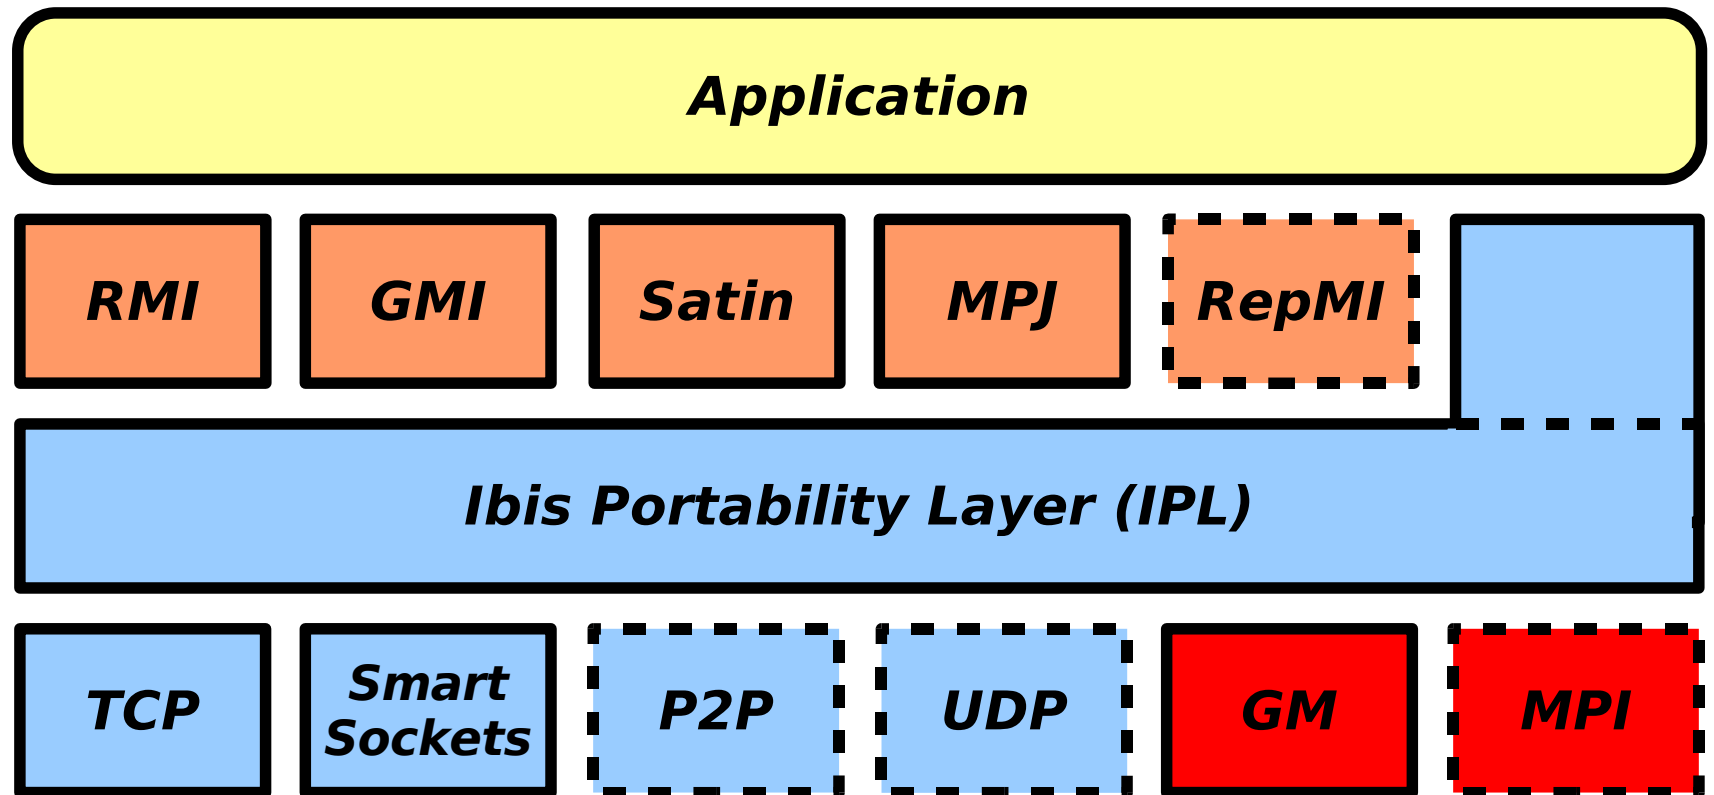 Application
RMI
GMI
Satin
MPJ
RepMI
Ibis Portability Layer (IPL)
TCP
Smart
Sockets
P2P
UDP
GM
MPI